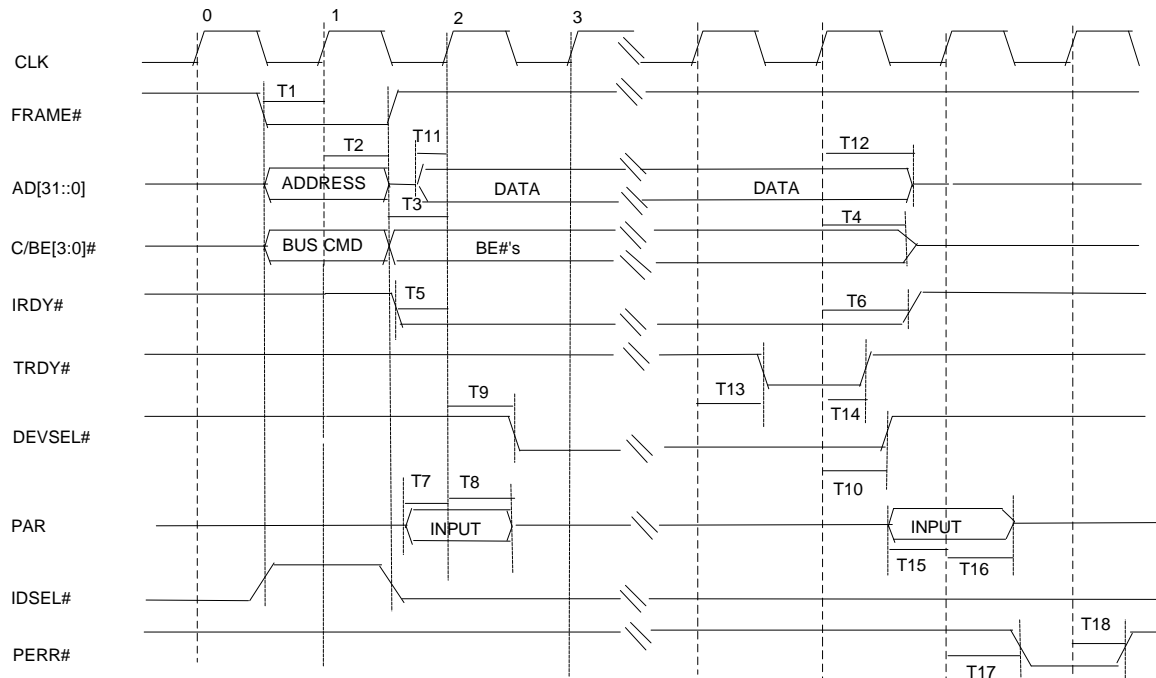 0 1 2 3
CLK
T1
FRAME#
T2 T11 T12
AD[31::0] ADDRESS DATA DATA
T3 T4
C/BE[3:0]# BUS CMD BE#'s
IRDY# T5 T6
TRDY#
T9 T13 T14
DEVSEL#
T7 T8 T10
PAR INPUT INPUT
T15 T16
IDSEL#
T18
PERR#
T17